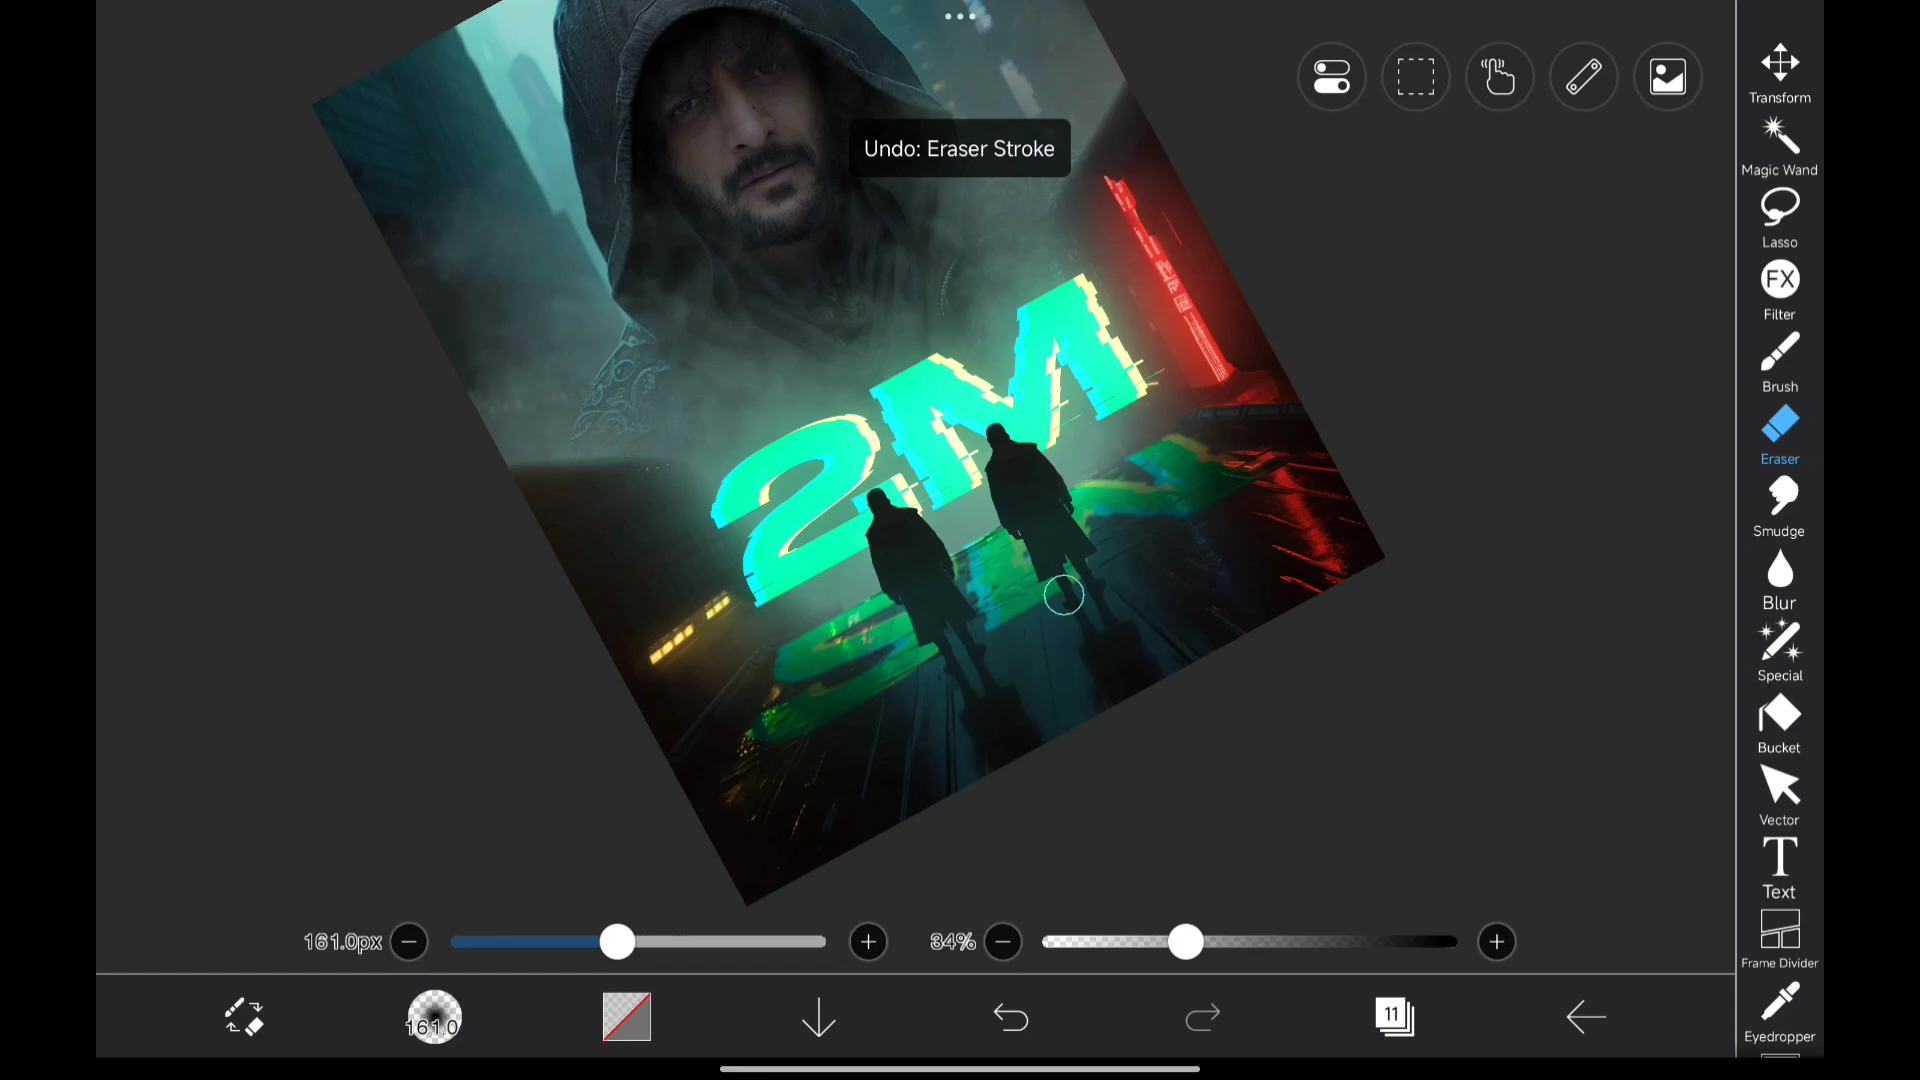 Undo: Eraser Stroke
2M
Transform
Magic Wand
Lasso
FX
Filter
Brush
Eraser
Smudge
Blur
Special
Bucket
Vector
T
Text
Frame Divider
Eyedropper
161.0px
34%
161.0
11